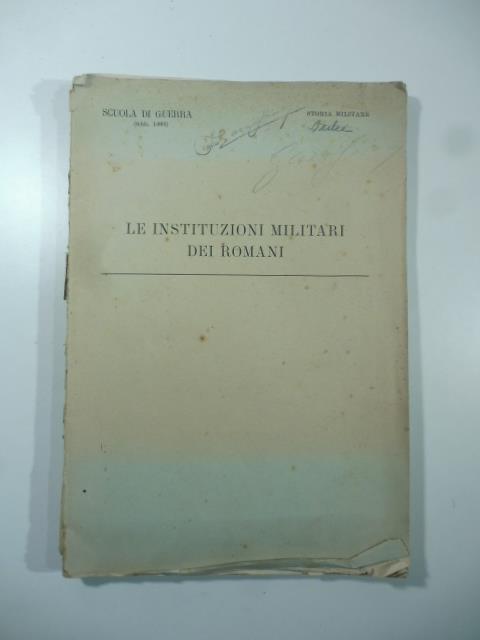 SCUOLA DI GUERRA
STORIA MILITARE
LE INSTITUZIONI MILITARI
DEI ROMANI